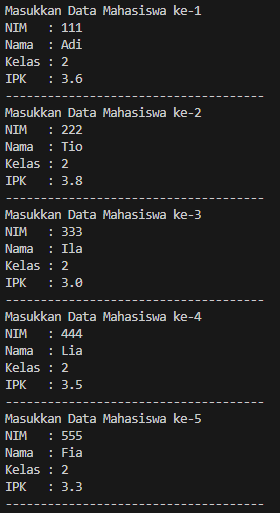 Masukkan Data Mahasiswa ke-1
NIM   : 111
Nama  : Adi
Kelas : 2
IPK   : 3.6
-------------------------------------
Masukkan Data Mahasiswa ke-2
NIM   : 222
Nama  : Tio
Kelas : 2
IPK   : 3.8
-------------------------------------
Masukkan Data Mahasiswa ke-3
NIM   : 333
Nama  : Ila
Kelas : 2
IPK   : 3.0
-------------------------------------
Masukkan Data Mahasiswa ke-4
NIM   : 444
Nama  : Lia
Kelas : 2
IPK   : 3.5
-------------------------------------
Masukkan Data Mahasiswa ke-5
NIM   : 555
Nama  : Fia
Kelas : 2
IPK   : 3.3
-------------------------------------